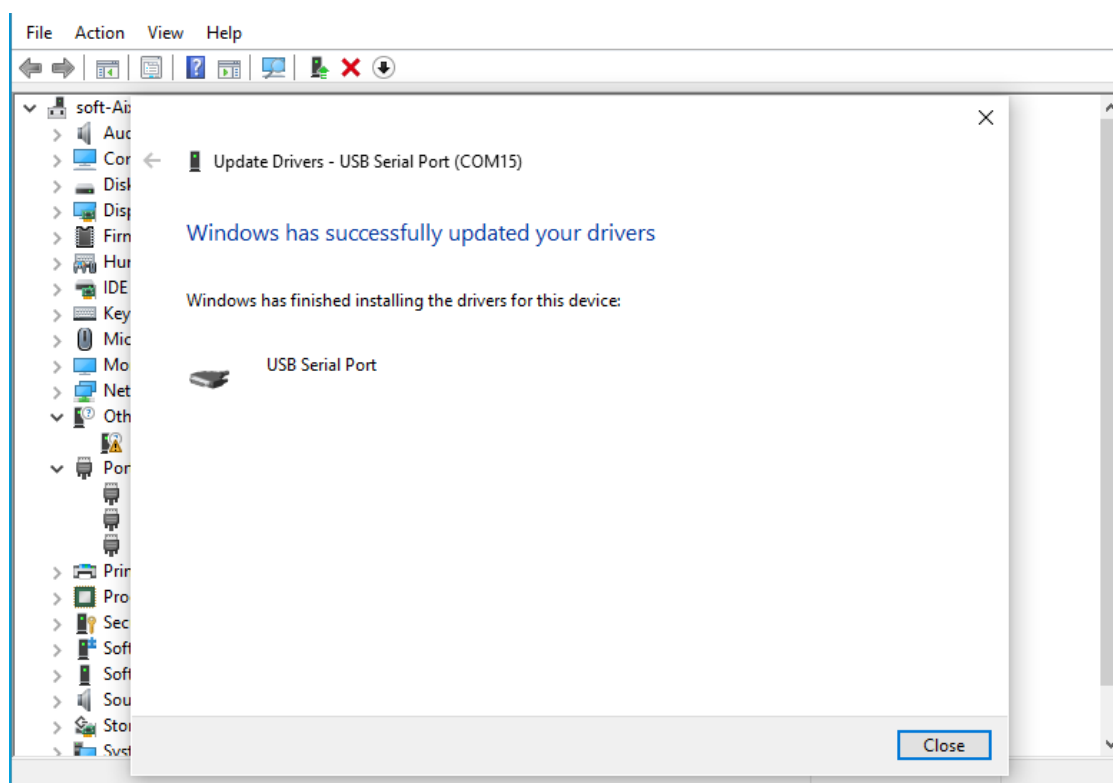 File Action View Help
soft-Aix
Update Drivers - USB Serial Port (COM15)
Windows has successfully updated your drivers
Windows has finished installing the drivers for this device:
USB Serial Port
Aud
Cor
Disk
Disp
Firn
Hur
IDE
Key
Mic
Mo
Net
Oth
Por
Prin
Pro
Sec
Soft
Soft
Sou
Stor
Syst
Close